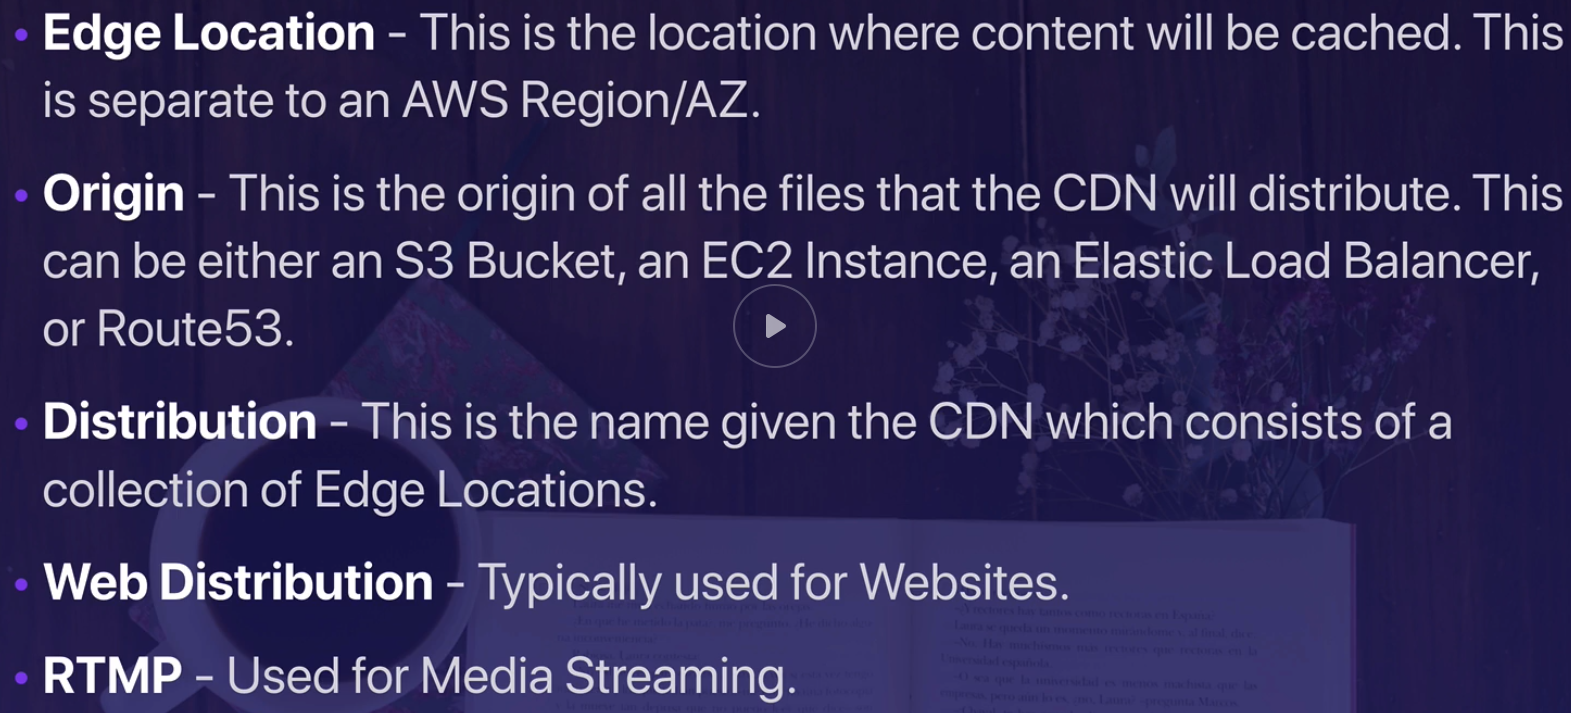 • Edge Location - This is the location where content will be cached. This
is separate to an AWS Region/AZ.
• Origin - This is the origin of all the files that the CDN will distribute. This
can be either an S3 Bucket, an EC2 Instance, an Elastic Load Balancer,
or Route53.
• Distribution - This is the name given the CDN which consists of a
collection of Edge Locations.
• Web Distribution - Typically used for Websites.
• RTMP - Used for Media Streaming.